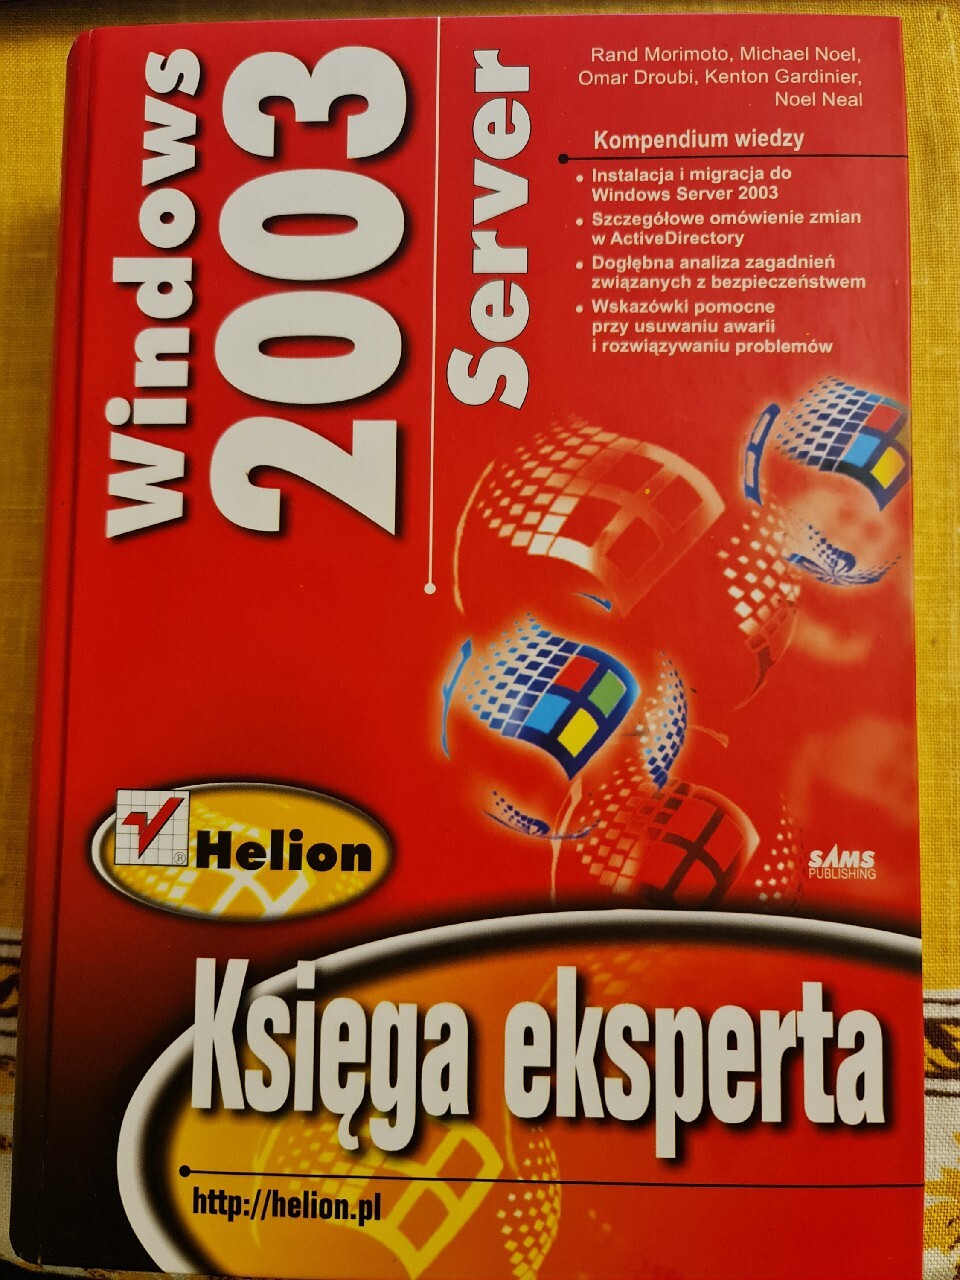 Windows
2003
Server
Rand Morimoto, Michael Noel,
Omar Droubi, Kenton Gardinier,
Noel Neal
Kompendium wiedzy
• Instalacja i migracja do
Windows Server 2003
• Szczegółowe omówienie zmian
w ActiveDirectory
• Dogłębna analiza zagadnień
związanych z bezpieczeństwem
• Wskazówki pomocne
przy usuwaniu awarii
i rozwiązywaniu problemów
® Helion
SAMS
PUBLISHING
Księga eksperta
http://helion.pl